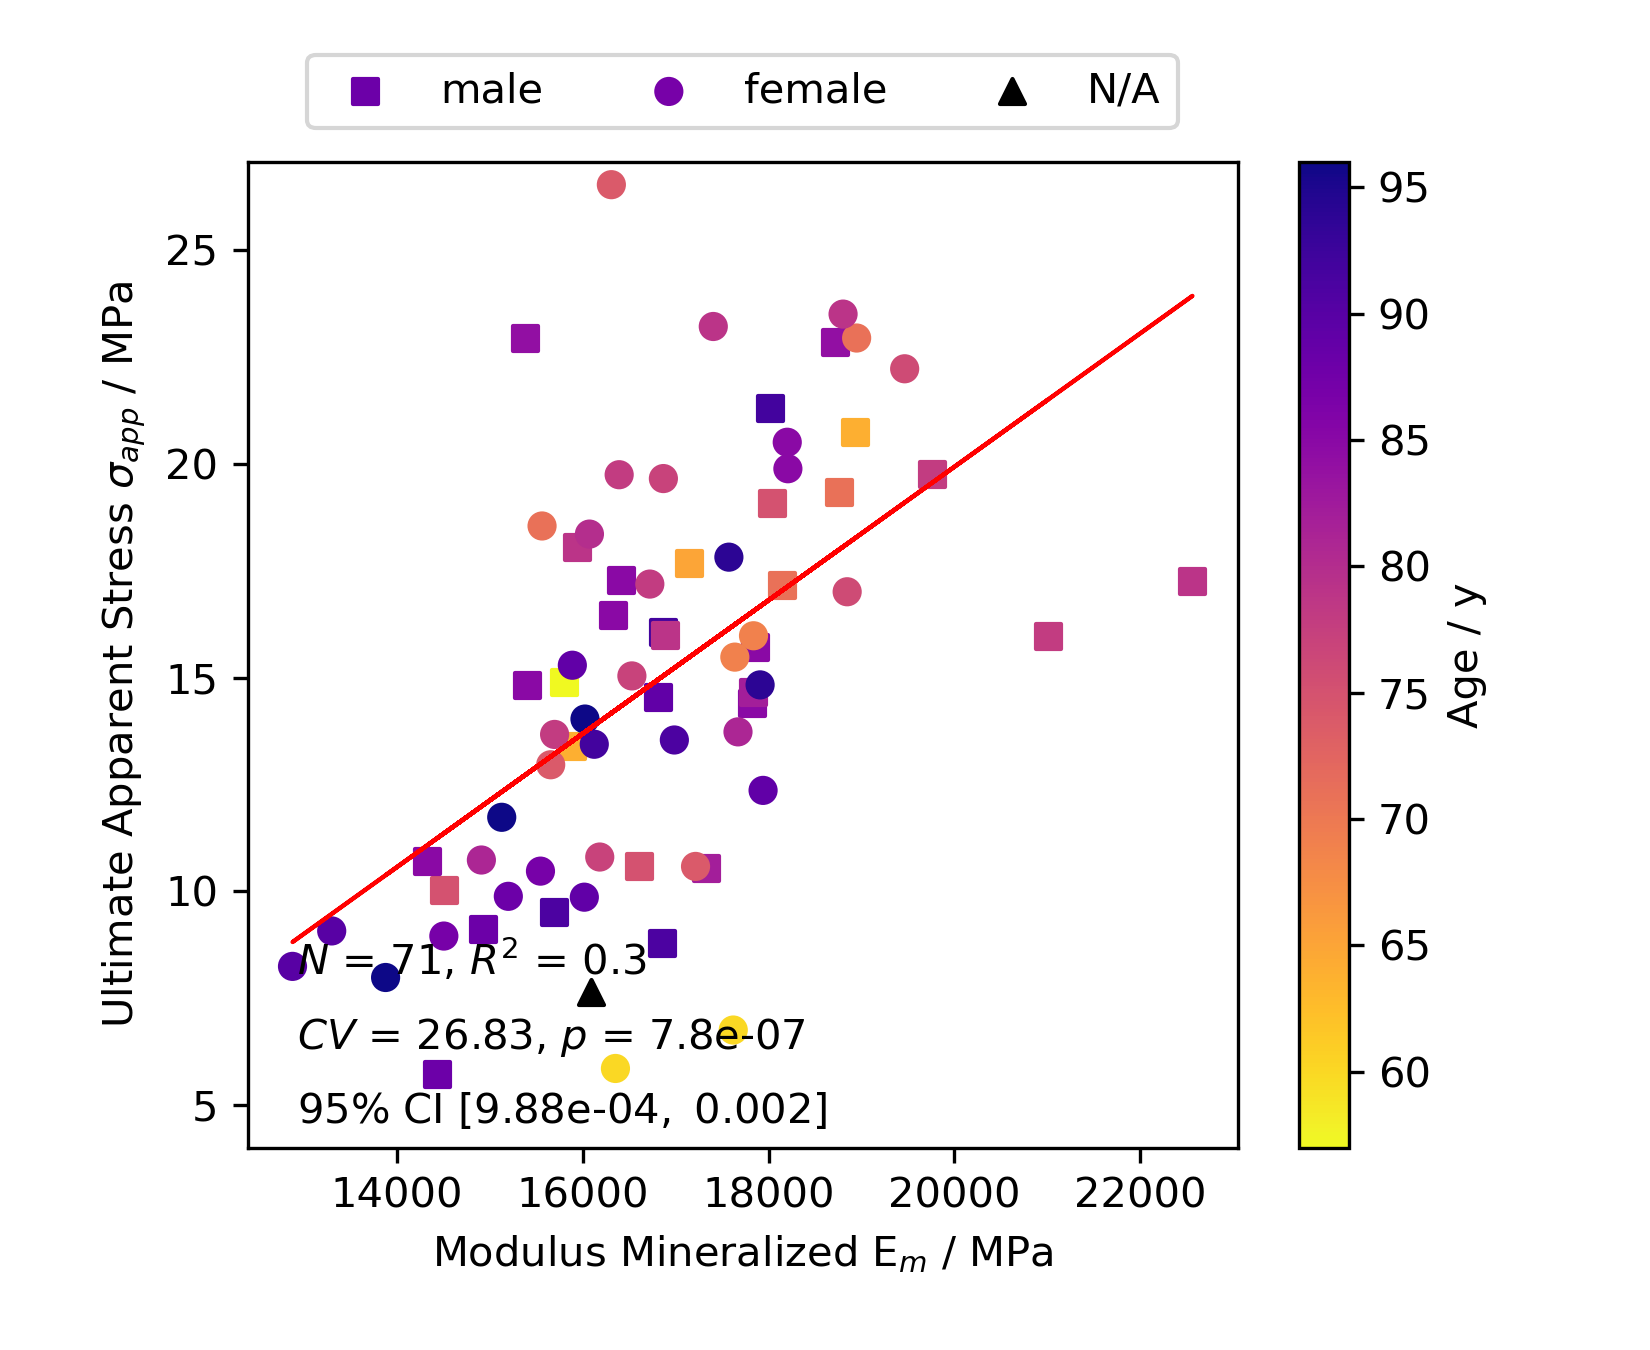 male female N/A
25
20
15
10
5
Ultimate Apparent Stress σapp / MPa
N = 71, R² = 0.3
CV = 26.83, p = 7.8e-07
95% CI [9.88e-04, 0.002]
14000 16000 18000 20000 22000
Modulus Mineralized Em / MPa
95
90
85
80
75
70
65
60
Age / y